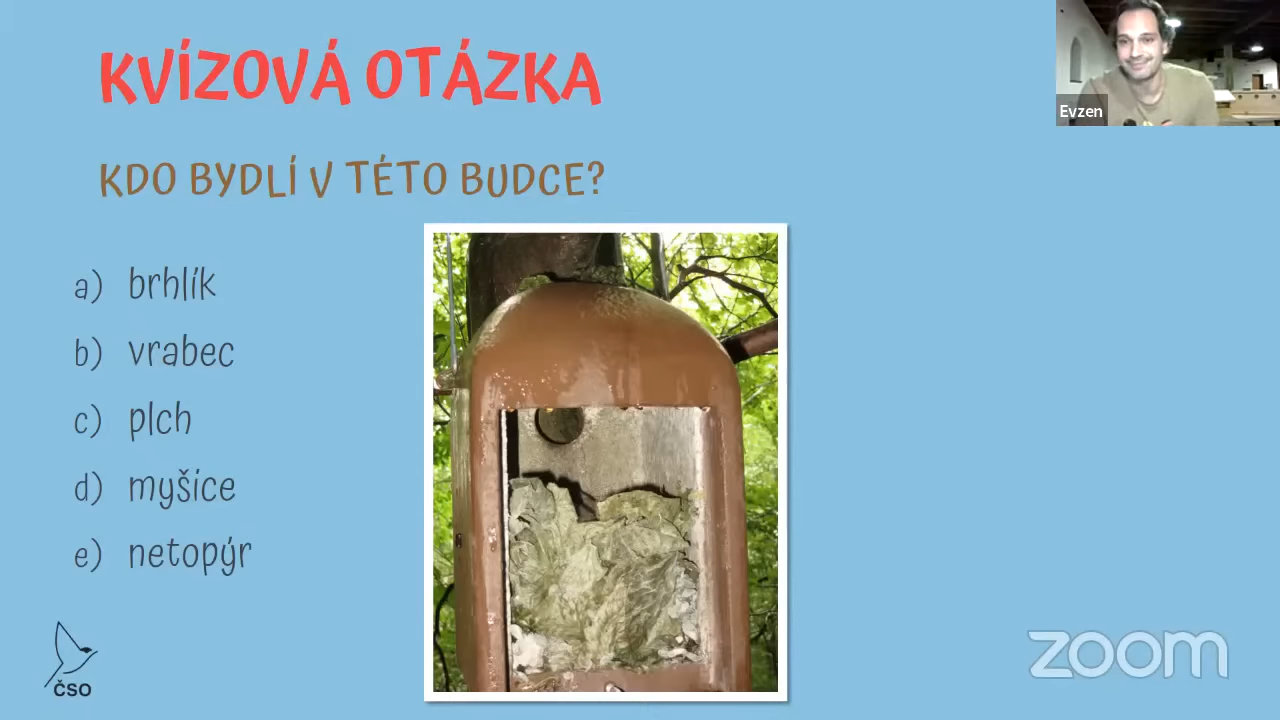 KVÍZOVÁ OTÁZKA
Evzen
KDO BYDLÍ V TÉTO BUDCE?
a) brhlík
b) vrabec
c) plch
d) myšice
e) netopýr
ČSO
zoom